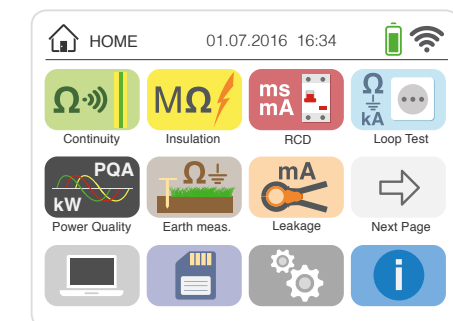 HOME 01.07.2016 16:34
Ω MΩ ms mA Ω kA
Continuity Insulation RCD Loop Test
PQA kW Ω mA
Power Quality Earth meas. Leakage Next Page
i